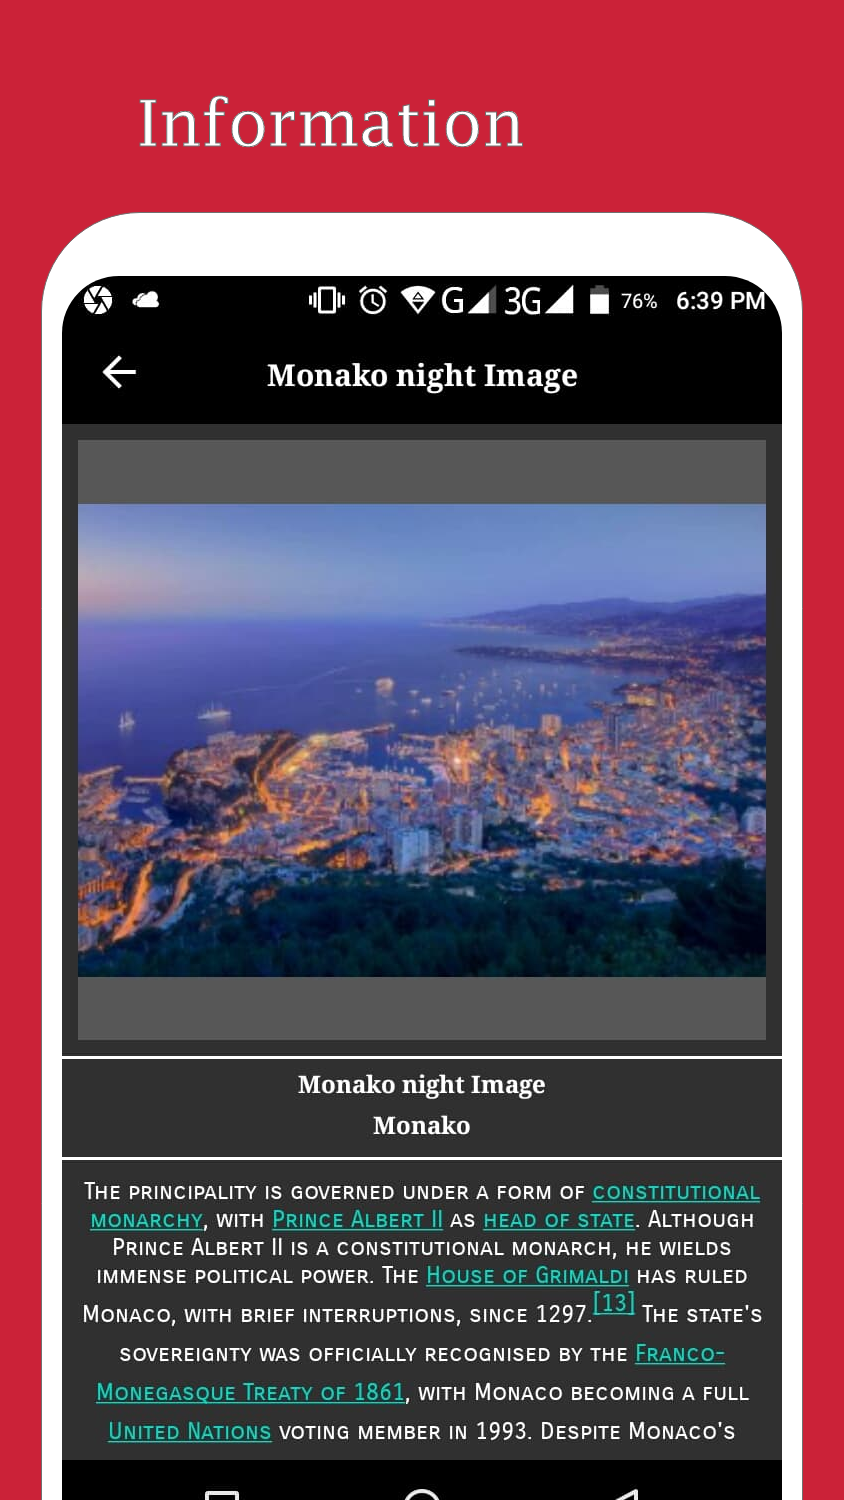 Information
G 3G 76% 6:39 PM
Monako night Image
Monako night Image
Monako
The principality is governed under a form of constitutional
monarchy, with Prince Albert II as head of state. Although
Prince Albert II is a constitutional monarch, he wields
immense political power. The House of Grimaldi has ruled
Monaco, with brief interruptions, since 1297.[13] The state's
sovereignty was officially recognised by the Franco-
Monegasque Treaty of 1861, with Monaco becoming a full
United Nations voting member in 1993. Despite Monaco's